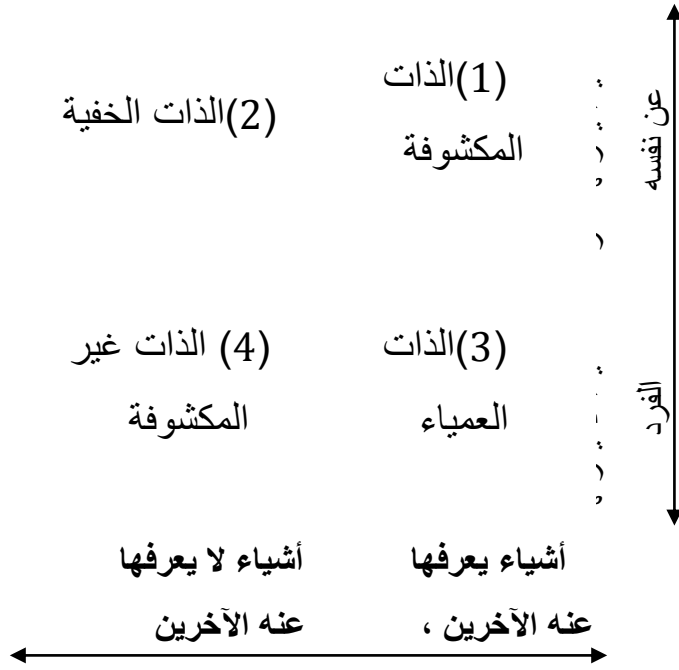 (1)الذات
المكشوفة
(2)الذات الخفية
(3)الذات
العمياء
(4) الذات غير
المكشوفة
عن نفسه
الفرد
أشياء يعرفها
عنه الآخرين ،
أشياء لا يعرفها
عنه الآخرين